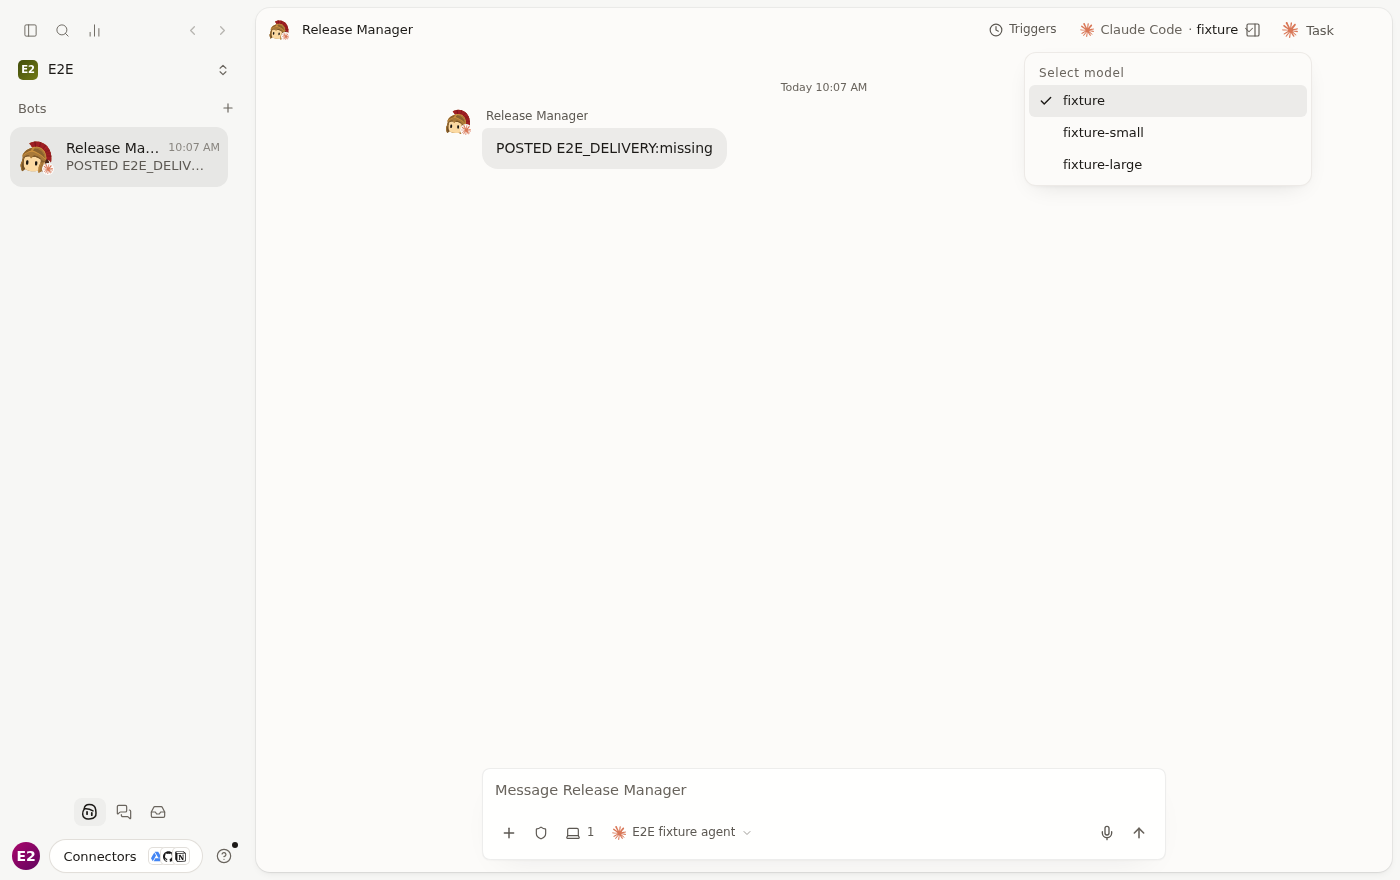 Release Manager
Triggers
Claude Code · fixture
Task
E2 E2E
Select model
fixture
fixture-small
fixture-large
Bots
Release Ma… 10:07 AM
POSTED E2E_DELIV…
Today 10:07 AM
Release Manager
POSTED E2E_DELIVERY:missing
Message Release Manager
1
E2E fixture agent
E2 Connectors